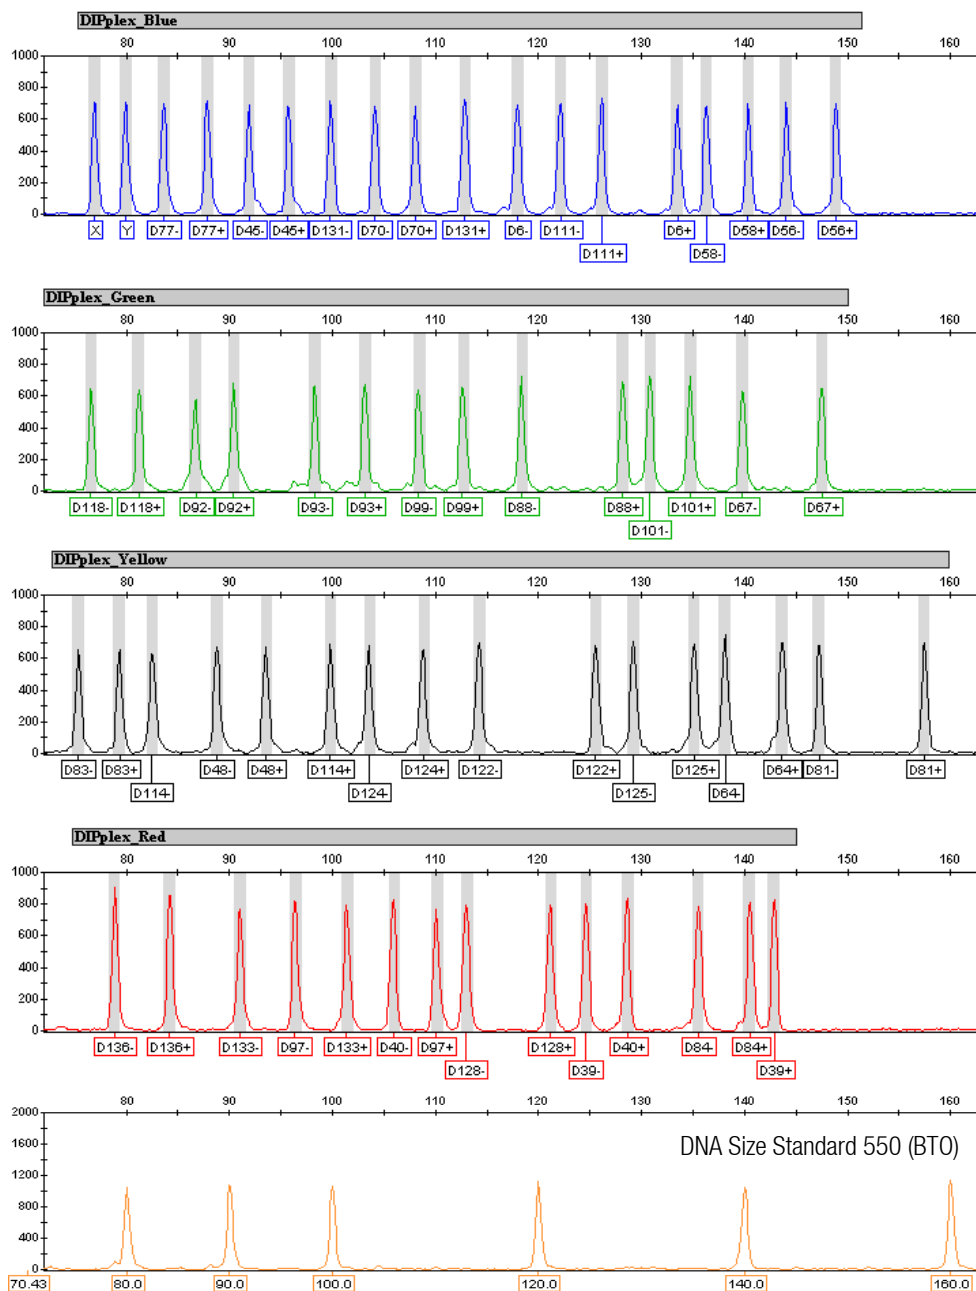 DIPplex_Blue
80 90 100 110 120 130 140 150 160
1000
800
600
400
200
0
X Y D77- D77+ D45- D45+ D131- D70- D70+ D131+ D6- D111- D6+ D58+ D56- D56+
D111+ D58-
DIPplex_Green
80 90 100 110 120 130 140 150 160
1000
800
600
400
200
0
D118- D118+ D92- D92+ D93- D93+ D99- D99+ D88- D88+ D101+ D67- D67+
D101-
DIPplex_Yellow
80 90 100 110 120 130 140 150 160
1000
800
600
400
200
0
D83- D83+ D48- D48+ D114+ D124+ D122- D122+ D125+ D64+ D81- D81+
D114- D124- D125- D64-
DIPplex_Red
80 90 100 110 120 130 140 150 160
1000
800
600
400
200
0
D136- D136+ D133- D97- D133+ D40- D97+ D128+ D40+ D84- D84+
D128- D39- D39+
80 90 100 110 120 130 140 150 160
2000
DNA Size Standard 550 (BTO)
1600
1200
800
400
0
70.43 80.0 90.0 100.0 120.0 140.0 160.0